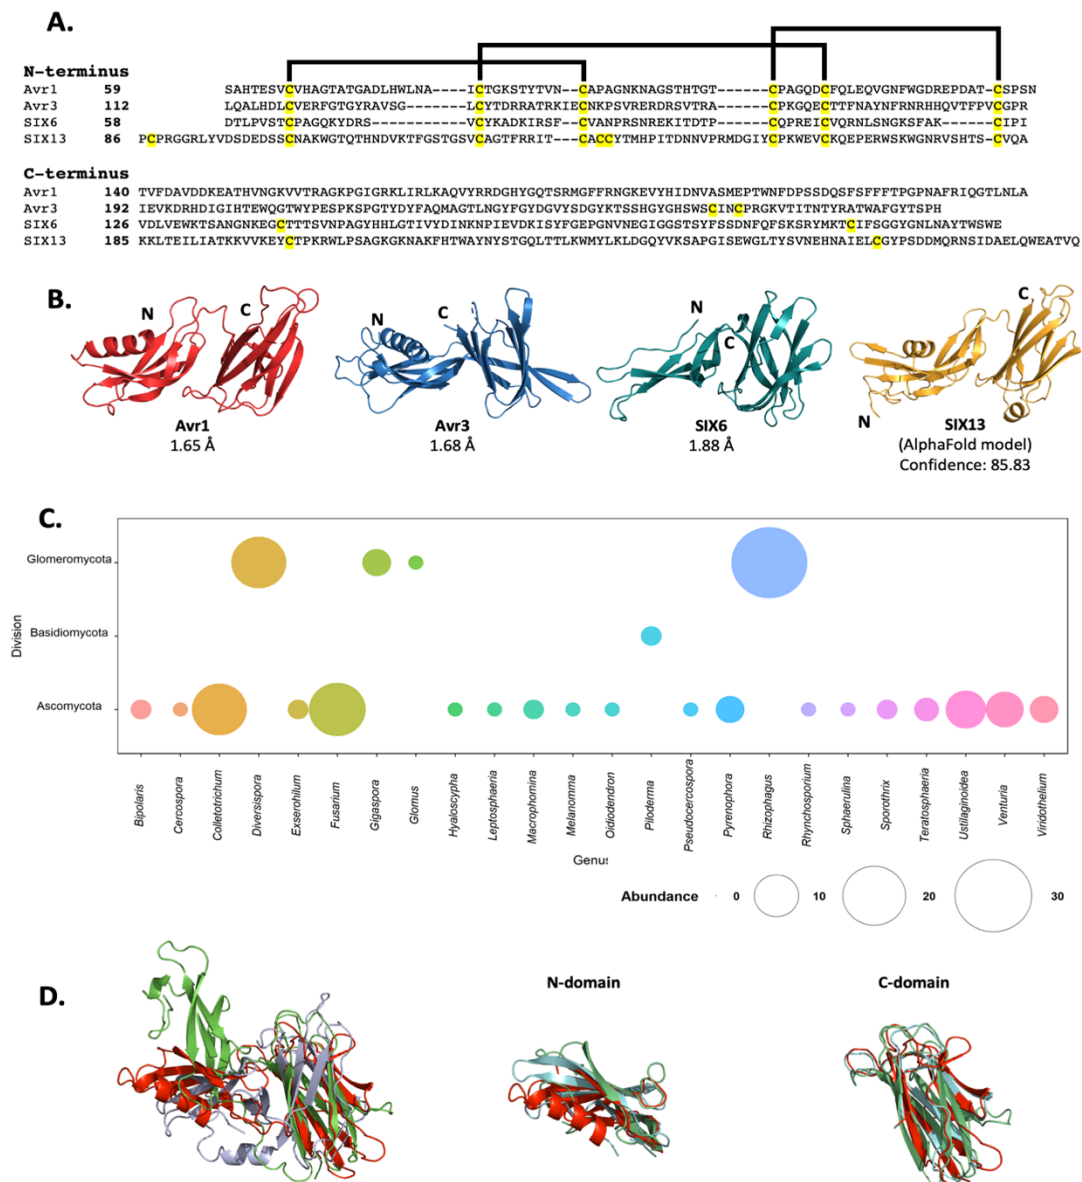 A.
N-terminus
Avr1 59 SAHTESVCVHAGTATGADLHWLNA-----ICTGKSTYTVN--CAPAGNKNAGSTHTGT------CPAGQDCFQLEQVGNFWGDREPDAT-CSPSN
Avr3 112 LQALHDLCVERFGTGYRAVSG-------LCYTDRRATRKIECNKPSVRERDRSVTRA-------CPKGQECTTFNAYNFRNRHHQVTFPVCGPR
SIX6 58 DTLPVSTCPAGQKYDRS------------VCYKADKIRSF--CVANPRSNREKITDTP------CQPREICVQRNLSNGKSFAK------CIPI
SIX13 86 PCPRGGRLYVDSDEDSSCNAKWGTQTHNDVKTFGSTGSVCAGTFRRIT---CACCYTMHPITDNNVPRMDGIYCPKWEVCKQEPERWSKWGNRVSHTS-CVQA
C-terminus
Avr1 140 TVFDAVDDKEATHVNGKVVTRAGKPGIGRKLIRLKAQVYRRDGHYGQTSRMGFFRNGKEVYHIDNVASMEPTWNFDPSSDQSFSFFFTPGPNAFRIQGTLNLA
Avr3 192 IEVKDRHDIGIHTEWQGTWYPESPKSPGTYDYFAQMAGTLNGYFGYDGVYSDGYKTSSHGYGHSWSCINCPRGKVTITNTYRATWAFGYTSPH
SIX6 126 VDLVEWKTSANGNKEGCTTTSVNPAGYHHLGTIVYDINKNPIEVDKISYFGEPGNVNEGIGGSTSYFSSDNFQFSKSRYMKTCIFSGGYGNLNAYTWSWE
SIX13 185 KKLTEILIATKKVVKEYCTPKRWLPSAGKGKNAKFHTWAYNYSTGQLTTLKWMYLKLDGQYVKSAPGISEWGLTYSVNEHNAIELCGYPSDDMQRNSIDAELQWEATVQ
B.
N C N C N C C N
Avr1 Avr3 SIX6 SIX13
1.65 Å 1.68 Å 1.88 Å (AlphaFold model)
Confidence: 85.83
C.
Division
Glomeromycota
Basidiomycota
Ascomycota
Bipolaris Cercospora Colletotrichum Diversispora Exserohilum Fusarium Gigaspora Glomus Hyaloscypha Leptosphaeria Macrophomina Melanomma Oidiodendron Piloderma Pseudocercospora Pyrenophora Rhizophagus Rhynchosporium Sphaerulina Sporothrix Teratosphaeria Ustilaginoidea Venturia Viridothelium
Genus
Abundance 0 10 20 30
D.
N-domain C-domain